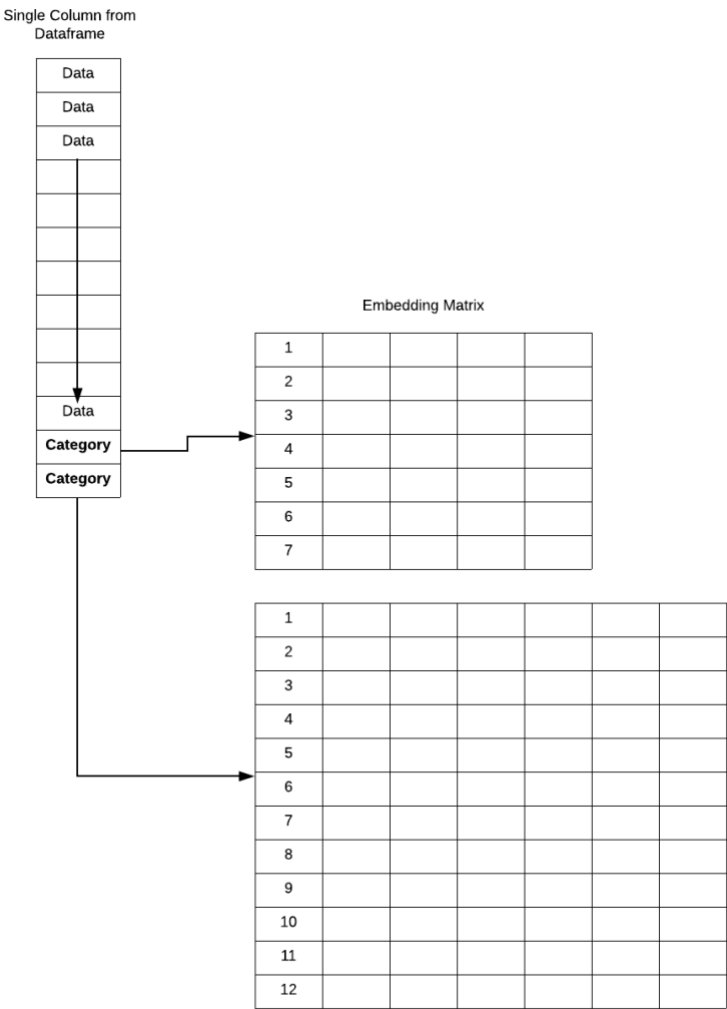 Single Column from
Dataframe
Data
Data
Data
Data
Category
Category
Embedding Matrix
1
2
3
4
5
6
7
1
2
3
4
5
6
7
8
9
10
11
12